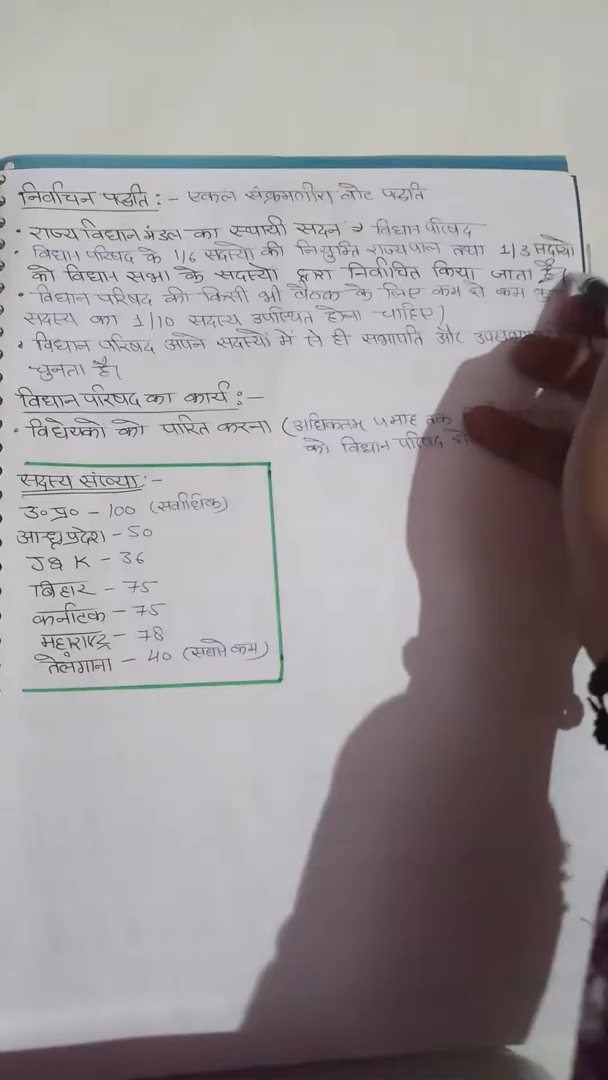 निर्वाचन पद्धति :- एकल संक्रमणीय वोट पद्धति
• राज्य विधान मंडल का स्थायी सदन → विधान परिषद
• विधान परिषद के 1/6 सदस्यो की नियुक्ति राज्यपाल तथा 1/3 सदस्यो
को विधान सभा के सदस्यो द्वारा निर्वाचित किया जाता है।
• विधान परिषद की किसी भी बैठक के लिए कम से कम
सदस्य का 1/10 सदस्य उपस्थित होना चाहिए)
• विधान परिषद अपने सदस्यों में से ही सभापति और
चुनता है।
विधान परिषद का कार्य :-
• विधेयको को पारित करना (अधिकतम 4 माह तक
को विधान परिषद
सदस्य संख्या :-
उ० प्र० - 100 (सर्वाधिक)
आन्ध्रप्रदेश - 50
J & K - 36
बिहार - 75
कर्नाटक - 75
महाराष्ट्र - 78
तेलंगाना - 40 (सबसे कम)